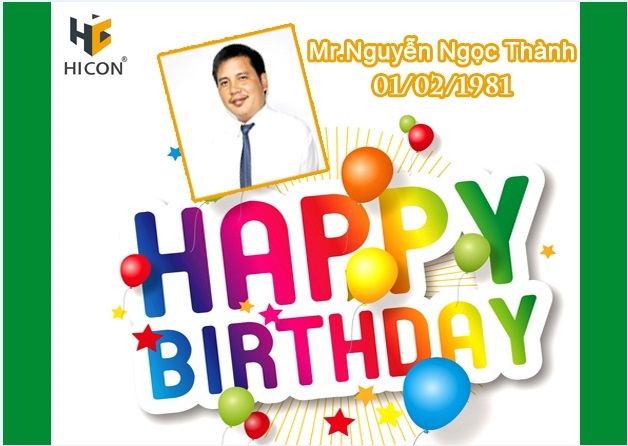 HICON®
Mr.Nguyễn Ngọc Thành
01/02/1981
HAPPY
BIRTHDAY